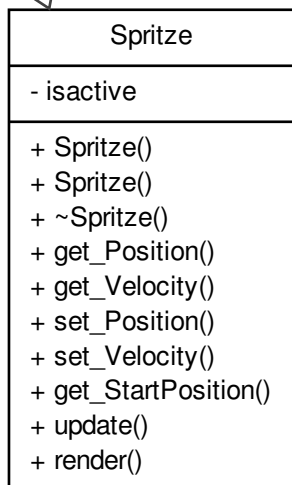 Spritze
- isactive
+ Spritze()
+ Spritze()
+ ~Spritze()
+ get_Position()
+ get_Velocity()
+ set_Position()
+ set_Velocity()
+ get_StartPosition()
+ update()
+ render()